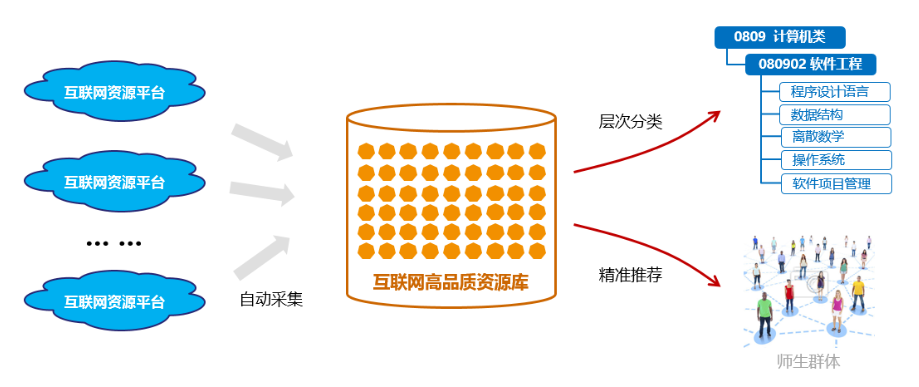 互联网资源平台
互联网资源平台
… …
互联网资源平台
自动采集
互联网高品质资源库
层次分类
精准推荐
0809 计算机类
080902 软件工程
程序设计语言
数据结构
离散数学
操作系统
软件项目管理
师生群体